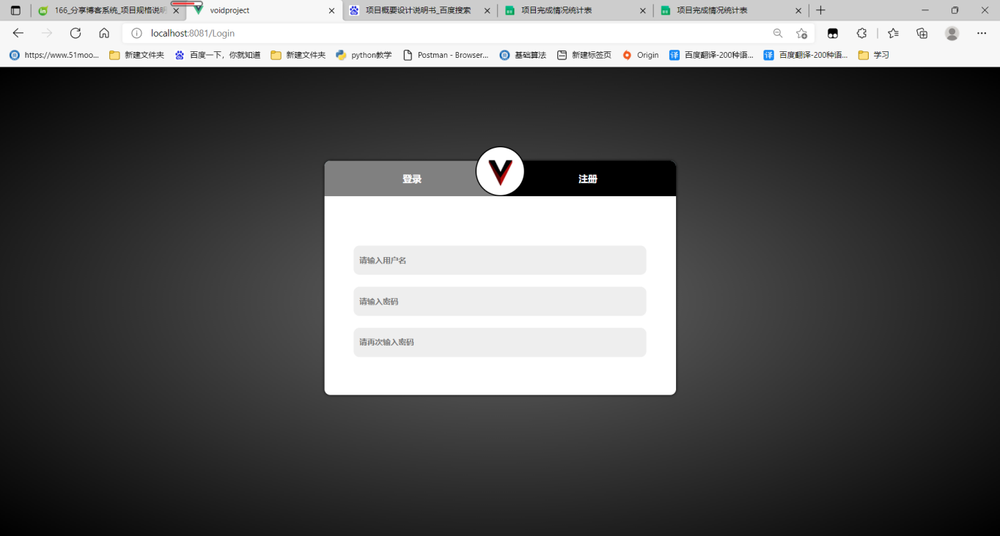 166_分享博客系统_项目规格说明
voidproject
项目概要设计说明书_百度搜索
项目完成情况统计表
项目完成情况统计表
localhost:8081/Login
https://www.51moo...
新建文件夹
百度一下，你就知道
新建文件夹
python教学
Postman - Browser...
基础算法
新建标签页
Origin
百度翻译-200种语...
百度翻译-200种语...
学习
登录
注册
请输入用户名
请输入密码
请再次输入密码